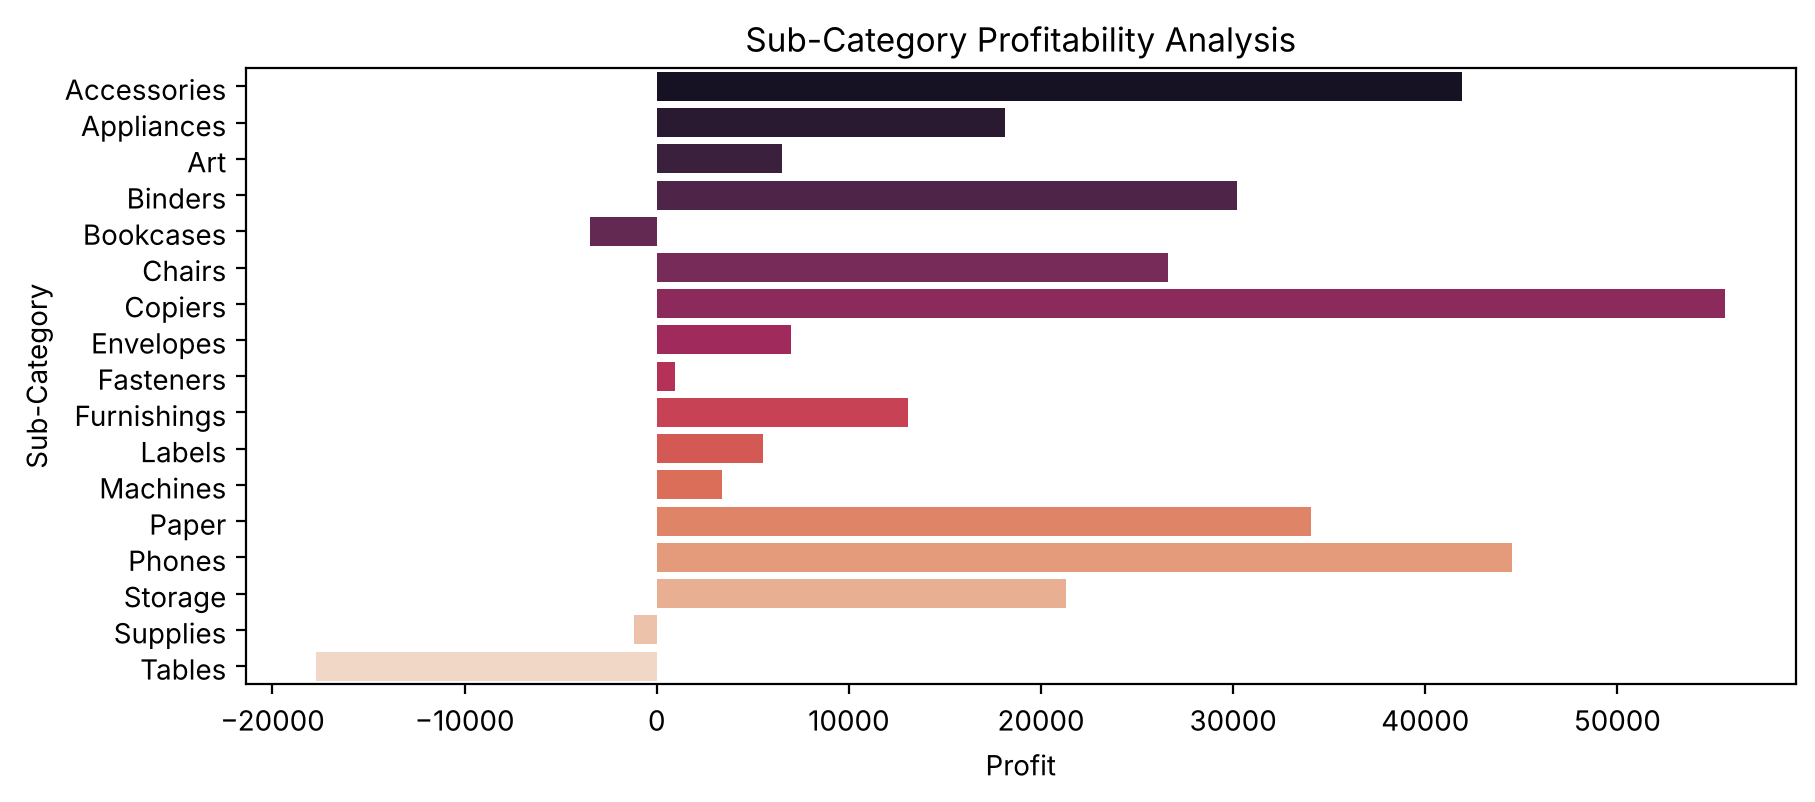 Sub-Category Profitability Analysis
Sub-Category
Accessories
Appliances
Art
Binders
Bookcases
Chairs
Copiers
Envelopes
Fasteners
Furnishings
Labels
Machines
Paper
Phones
Storage
Supplies
Tables
−20000 −10000 0 10000 20000 30000 40000 50000
Profit